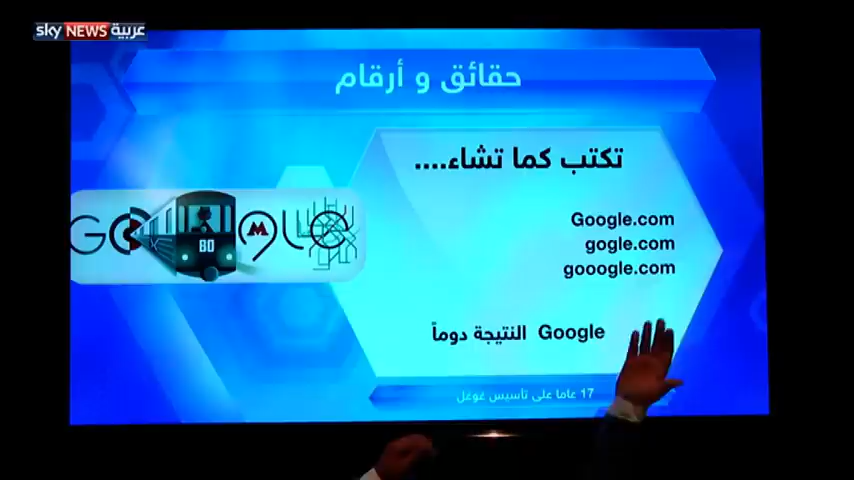 sky NEWS عربية
حقائق و أرقام
تكتب كما تشاء....
Google.com
gogle.com
gooogle.com
80
M
النتيجة دوماً Google
17 عاما على تأسيس غوغل